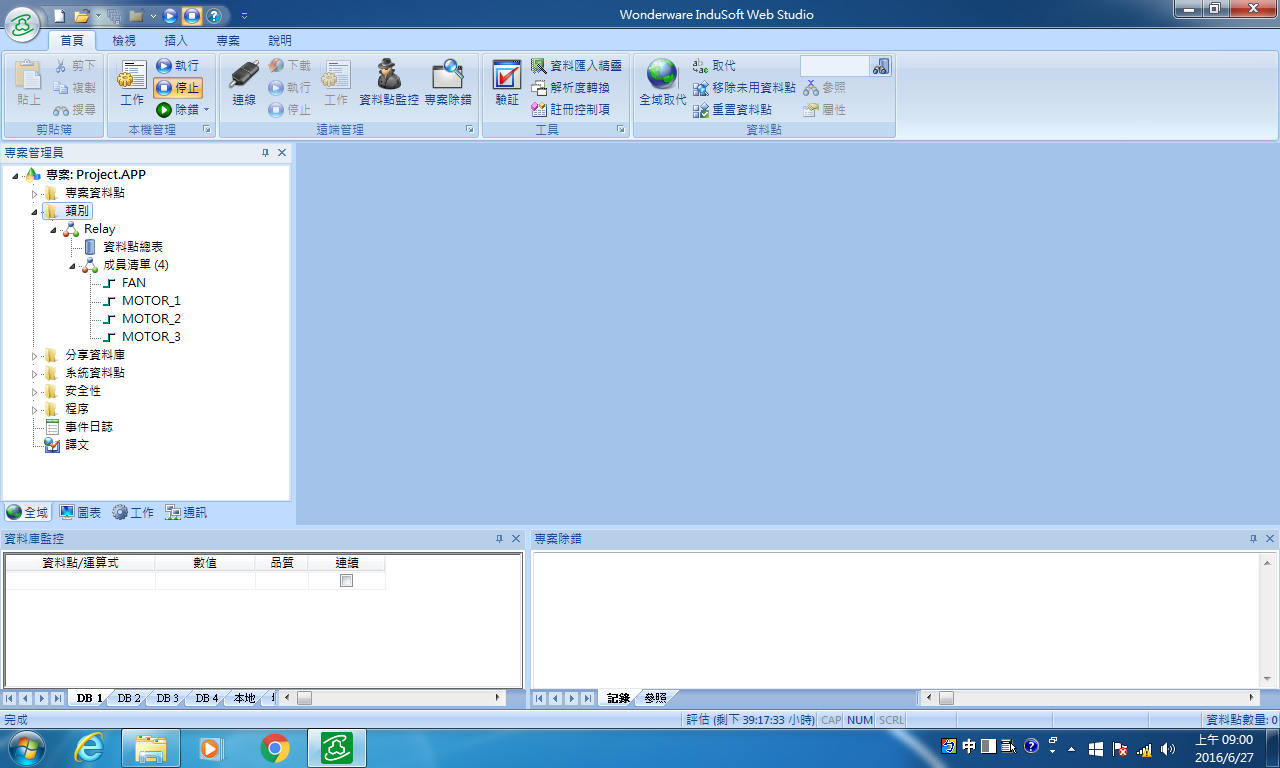 Wonderware InduSoft Web Studio
首頁 檢視 插入 專案 說明
貼上 剪下 複製 搜尋
剪貼簿
工作 執行 停止 除錯
本機管理
連線 下載 執行 停止 工作 資料點監控 專案除錯
遠端管理
驗証 資料匯入精靈 解析度轉換 註冊控制項
工具
全域取代 取代 移除未用資料點 重置資料點 參照 屬性
資料點
專案管理員
專案: Project.APP
專案資料點
類別
Relay
資料點總表
成員清單 (4)
FAN
MOTOR_1
MOTOR_2
MOTOR_3
分享資料庫
系統資料點
安全性
程序
事件日誌
譯文
全域 圖表 工作 通訊
資料庫監控
資料點/運算式 數值 品質 連續
DB 1 DB 2 DB 3 DB 4 本地
專案除錯
記錄 參照
完成
評估 (剩下 39:17:33 小時) CAP NUM SCRL 資料點數量: 0
中
上午 09:00
2016/6/27